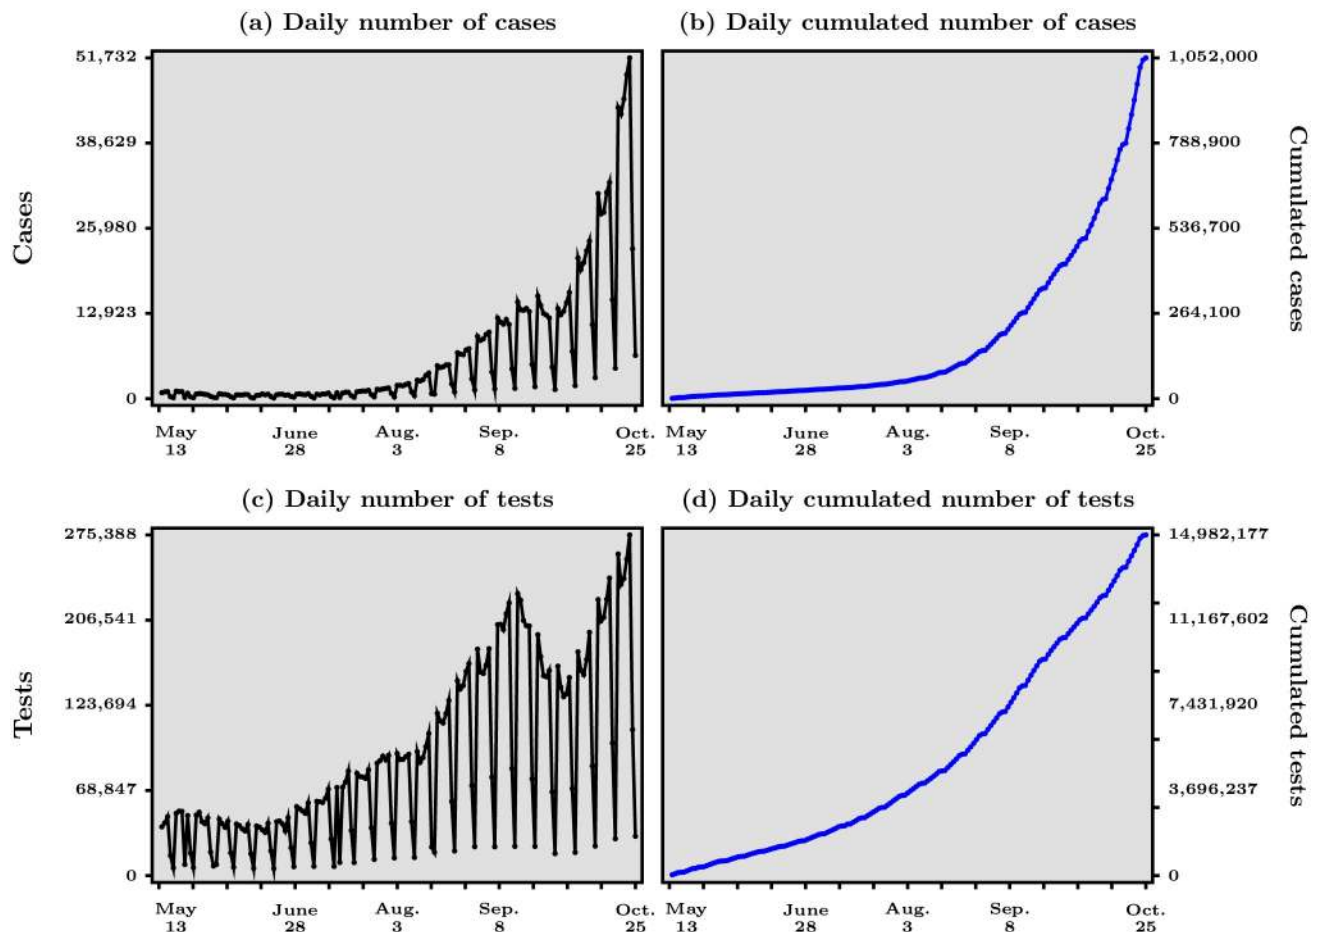 (a) Daily number of cases
(b) Daily cumulated number of cases
51,732
38,629
25,980
12,923
0
Cases
May 13
June 28
Aug. 3
Sep. 8
Oct. 25
1,052,000
788,900
536,700
264,100
0
Cumulated cases
May 13
June 28
Aug. 3
Sep. 8
Oct. 25
(c) Daily number of tests
(d) Daily cumulated number of tests
275,388
206,541
123,694
68,847
0
Tests
May 13
June 28
Aug. 3
Sep. 8
Oct. 25
14,982,177
11,167,602
7,431,920
3,696,237
0
Cumulated tests
May 13
June 28
Aug. 3
Sep. 8
Oct. 25